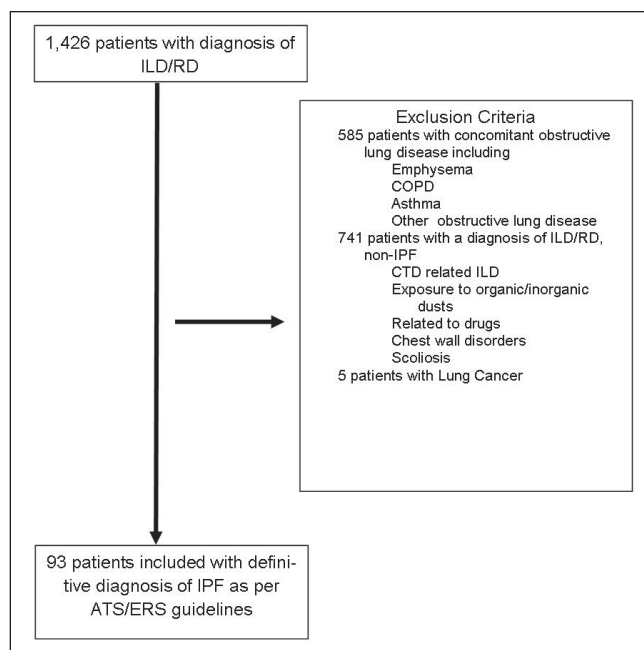 1,426 patients with diagnosis of
ILD/RD
Exclusion Criteria
585 patients with concomitant obstructive
lung disease including
Emphysema
COPD
Asthma
Other obstructive lung disease
741 patients with a diagnosis of ILD/RD,
non-IPF
CTD related ILD
Exposure to organic/inorganic
dusts
Related to drugs
Chest wall disorders
Scoliosis
5 patients with Lung Cancer
93 patients included with defini-
tive diagnosis of IPF as per
ATS/ERS guidelines